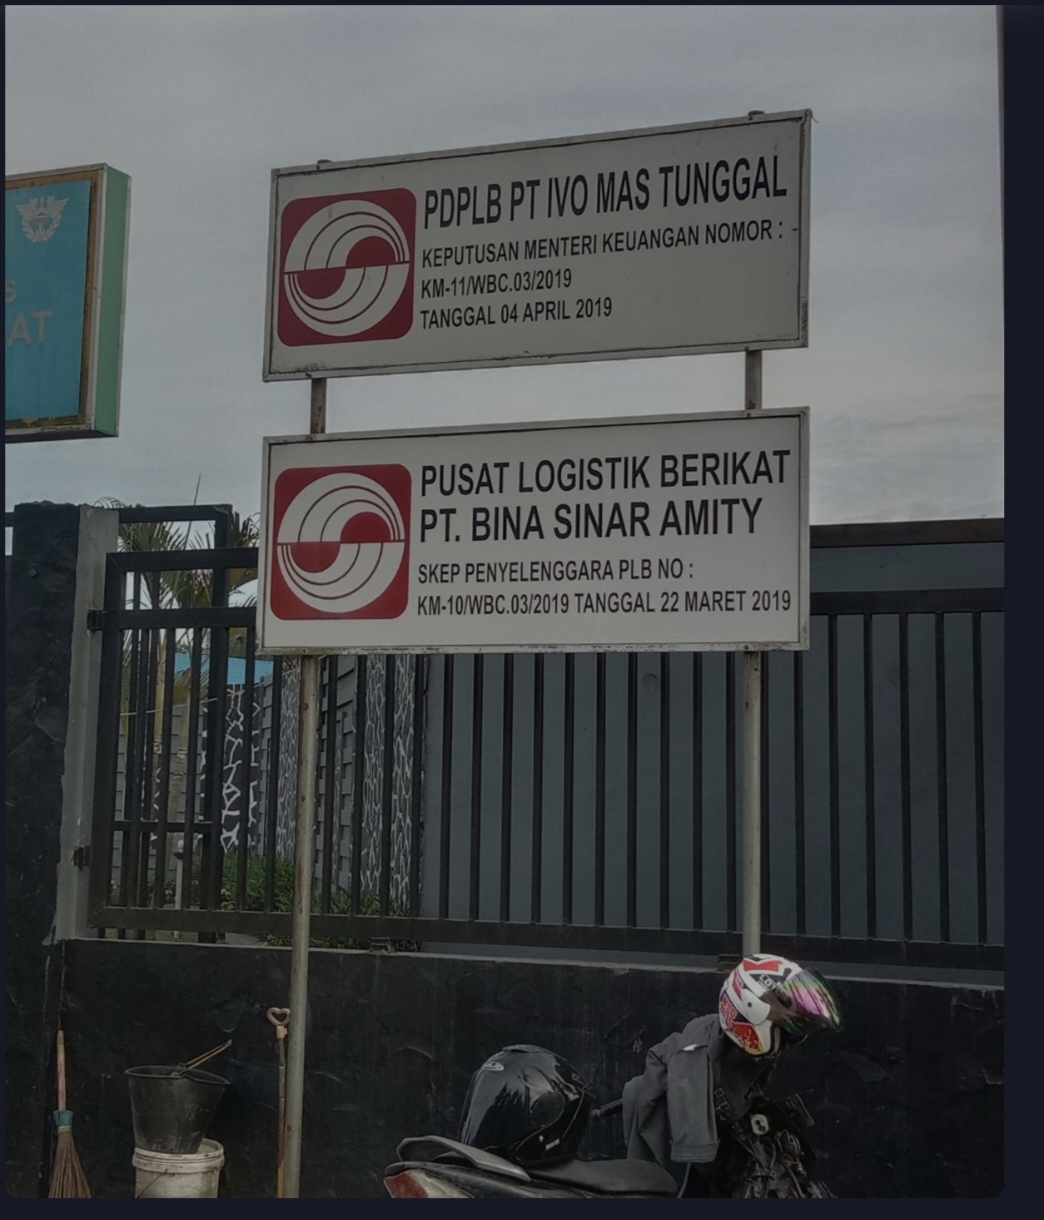 S
AT
PDPLB PT IVO MAS TUNGGAL
KEPUTUSAN MENTERI KEUANGAN NOMOR : -
KM-11/WBC.03/2019
TANGGAL 04 APRIL 2019
PUSAT LOGISTIK BERIKAT
PT. BINA SINAR AMITY
SKEP PENYELENGGARA PLB NO :
KM-10/WBC.03/2019 TANGGAL 22 MARET 2019